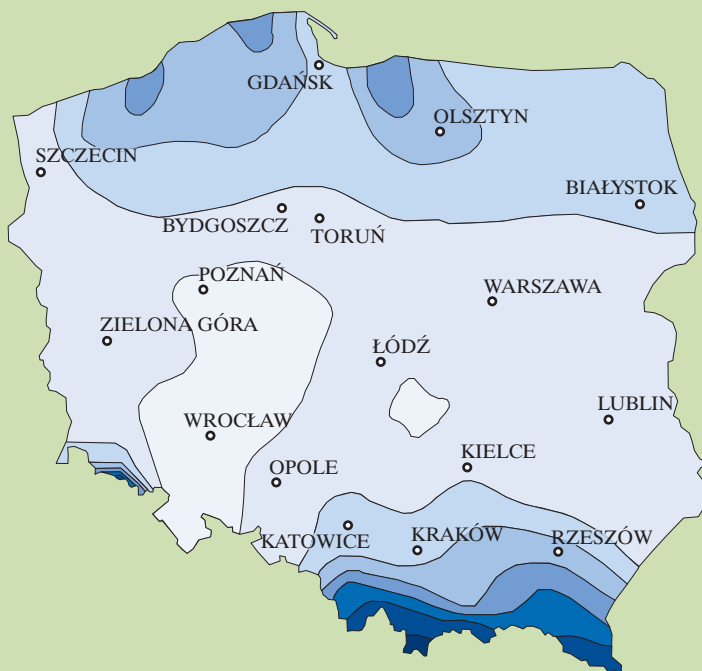 GDAŃSK
OLSZTYN
SZCZECIN
BIAŁYSTOK
BYDGOSZCZ
TORUŃ
POZNAŃ
WARSZAWA
ZIELONA GÓRA
ŁÓDŹ
LUBLIN
WROCŁAW
KIELCE
OPOLE
KATOWICE
KRAKÓW
RZESZÓW